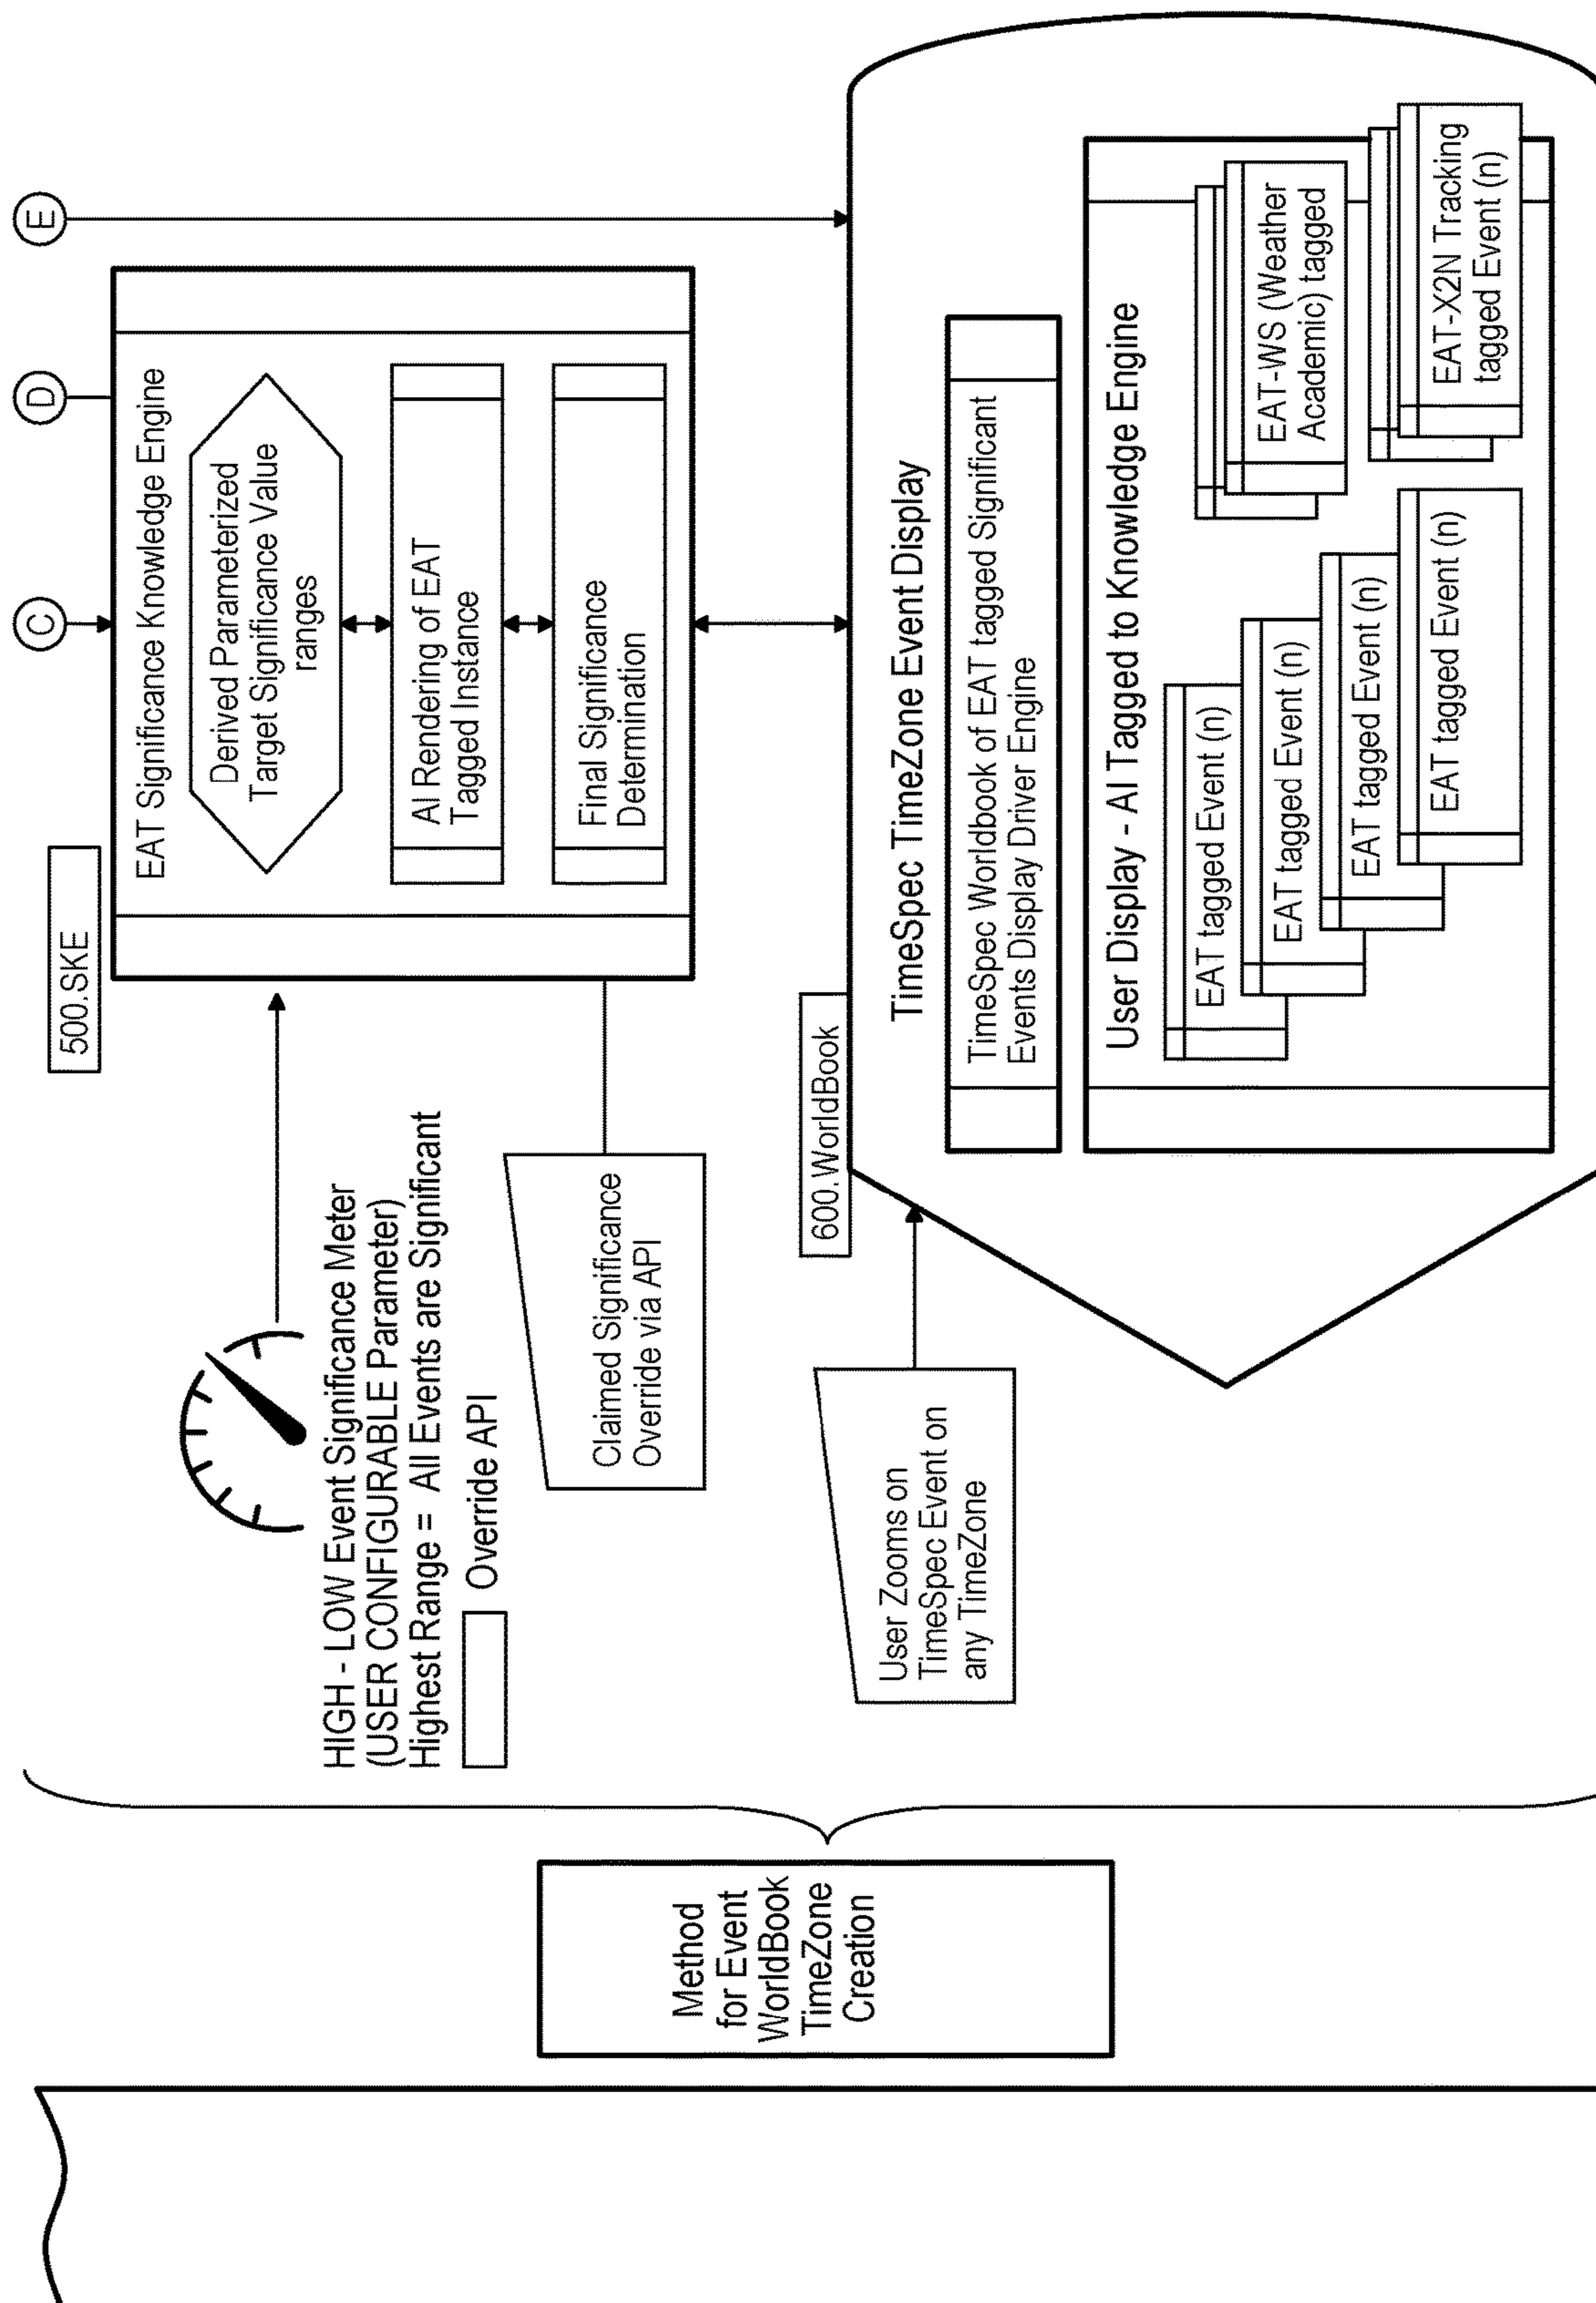 Method
for Event
WorldBook
TimeZone
Creation
HIGH - LOW Event Significance Meter
(USER CONFIGURABLE Parameter)
Highest Range = All Events are Significant
Override API
Claimed Significance
Override via API
User Zooms on
TimeSpec Event on
any TimeZone
500.SKE
C
D
E
EAT Significance Knowledge Engine
Derived Parameterized
Target Significance Value
ranges
AI Rendering of EAT
Tagged Instance
Final Significance
Determination
600.WorldBook
TimeSpec TimeZone Event Display
TimeSpec Worldbook of EAT tagged Significant
Events Display Driver Engine
User Display - AI Tagged to Knowledge Engine
EAT tagged Event (n)
EAT tagged Event (n)
EAT tagged Event (n)
EAT tagged Event (n)
EAT-WS (Weather
Academic) tagged
EAT-X2N Tracking
tagged Event (n)